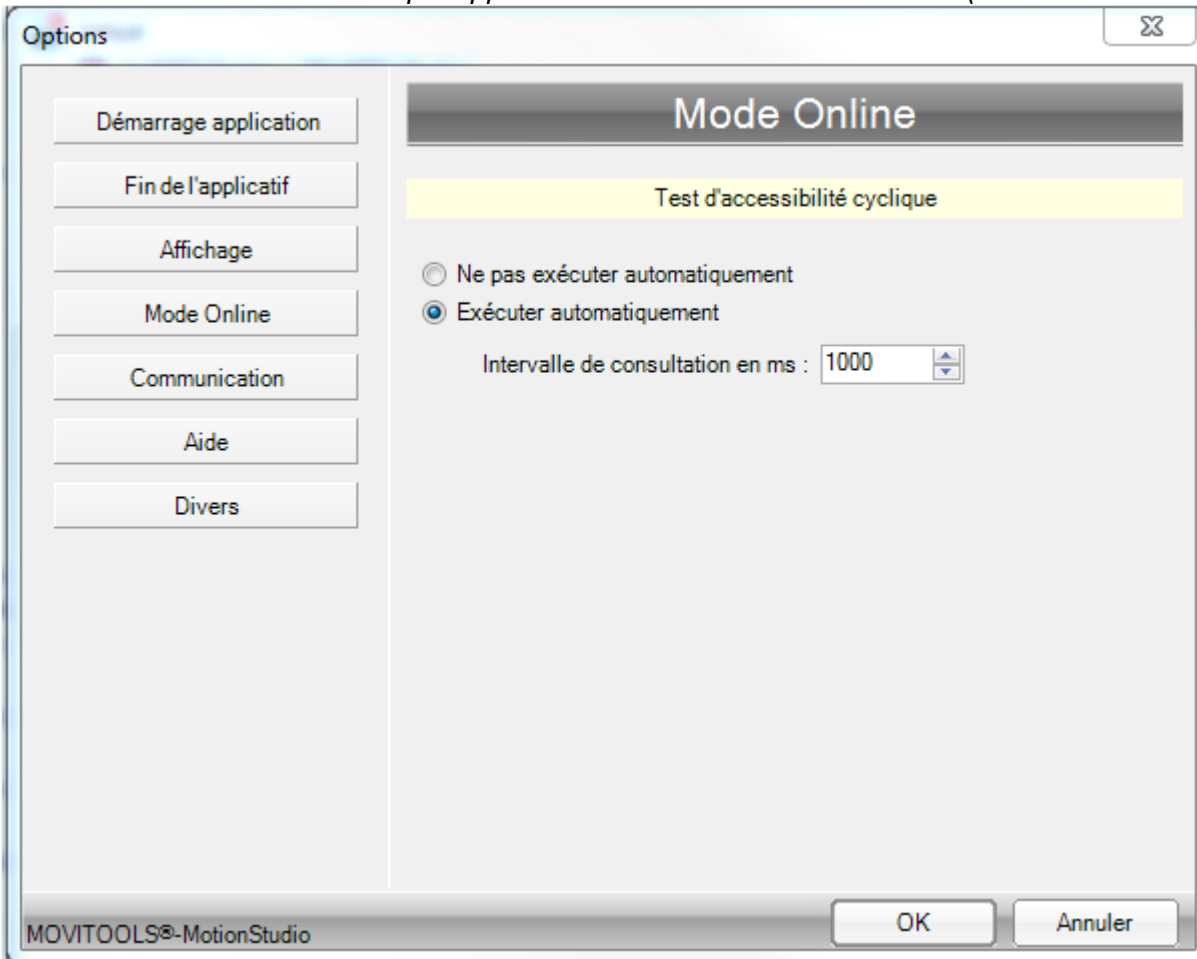 Options
Démarrage application
Fin de l'applicatif
Affichage
Mode Online
Communication
Aide
Divers
Mode Online
Test d'accessibilité cyclique
Ne pas exécuter automatiquement
Exécuter automatiquement
Intervalle de consultation en ms : 1000
MOVITOOLS®-MotionStudio
OK
Annuler